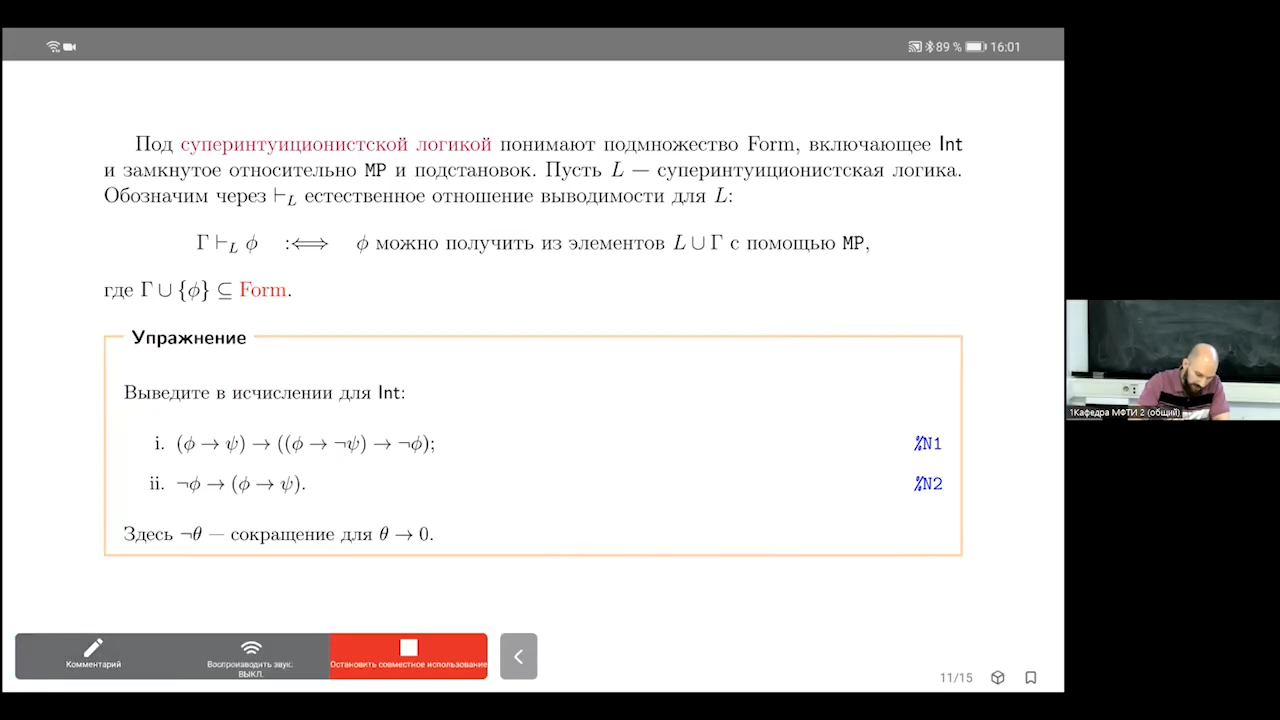 89 % 16:01
Под суперинтуиционистской логикой понимают подмножество Form, включающее Int
и замкнутое относительно MP и подстановок. Пусть L — суперинтуиционистская логика.
Обозначим через ⊢_L естественное отношение выводимости для L:
Γ ⊢_L ϕ :⟺ ϕ можно получить из элементов L ∪ Γ с помощью MP,
где Γ ∪ {ϕ} ⊆ Form.
Упражнение
Выведите в исчислении для Int:
i. (ϕ → ψ) → ((ϕ → ¬ψ) → ¬ϕ); %N1
ii. ¬ϕ → (ϕ → ψ). %N2
Здесь ¬θ — сокращение для θ → 0.
1Кафедра МФТИ 2 (общий)
Комментарий
Воспроизводить звук:
ВЫКЛ.
Остановить совместное использование
11/15